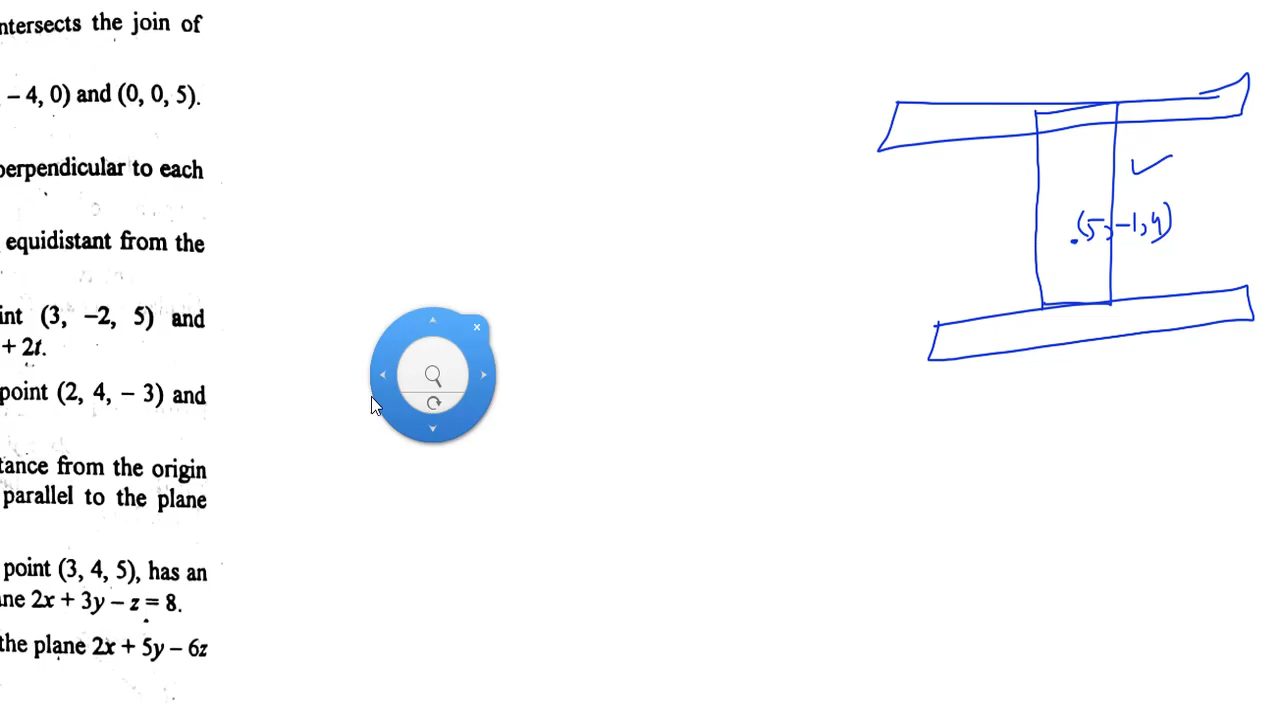 ntersects the join of
– 4, 0) and (0, 0, 5).
perpendicular to each
equidistant from the
int (3, –2, 5) and
+ 2t.
point (2, 4, – 3) and
tance from the origin
parallel to the plane
point (3, 4, 5), has an
ne 2x + 3y – z = 8.
the plane 2x + 5y – 6z
.(5, -1, 4)